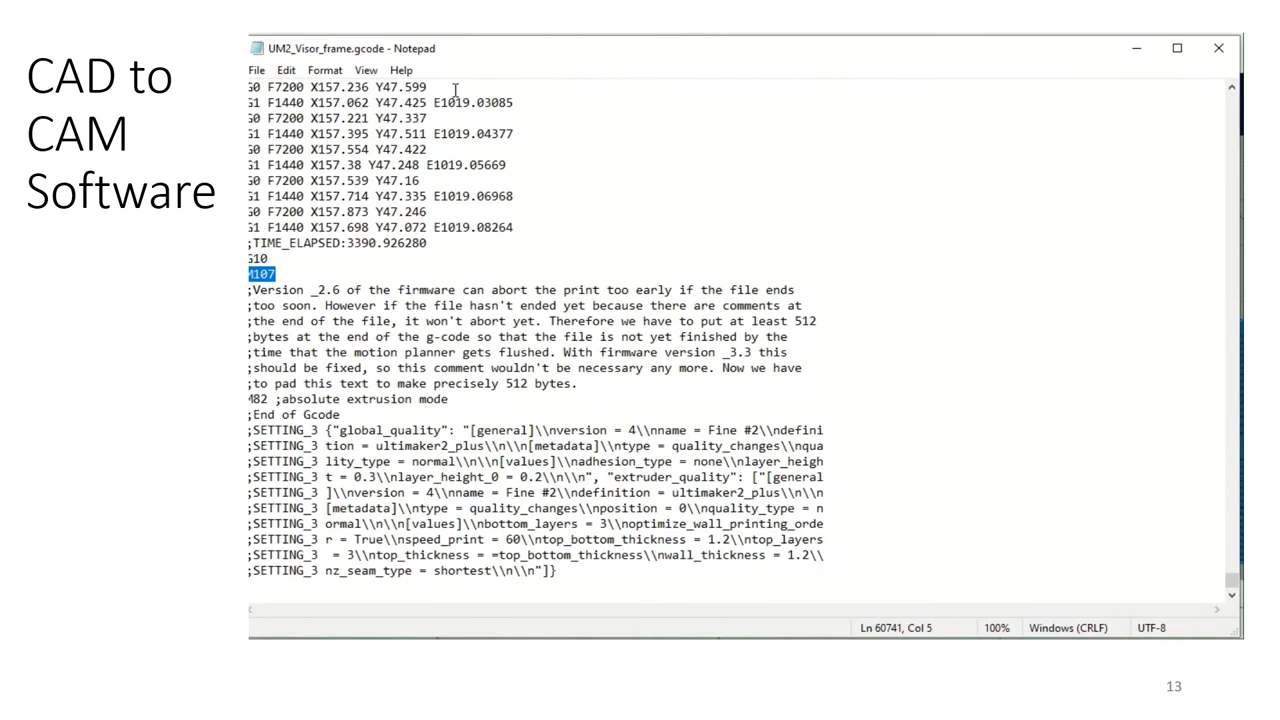 CAD to
CAM
Software
UM2_Visor_frame.gcode - Notepad
File Edit Format View Help
G0 F7200 X157.236 Y47.599
G1 F1440 X157.062 Y47.425 E1019.03085
G0 F7200 X157.221 Y47.337
G1 F1440 X157.395 Y47.511 E1019.04377
G0 F7200 X157.554 Y47.422
G1 F1440 X157.38 Y47.248 E1019.05669
G0 F7200 X157.539 Y47.16
G1 F1440 X157.714 Y47.335 E1019.06968
G0 F7200 X157.873 Y47.246
G1 F1440 X157.698 Y47.072 E1019.08264
;TIME_ELAPSED:3390.926280
G10
M107
;Version _2.6 of the firmware can abort the print too early if the file ends
;too soon. However if the file hasn't ended yet because there are comments at
;the end of the file, it won't abort yet. Therefore we have to put at least 512
;bytes at the end of the g-code so that the file is not yet finished by the
;time that the motion planner gets flushed. With firmware version _3.3 this
;should be fixed, so this comment wouldn't be necessary any more. Now we have
;to pad this text to make precisely 512 bytes.
M82 ;absolute extrusion mode
;End of Gcode
;SETTING_3 {"global_quality": "[general]\\nversion = 4\\nname = Fine #2\\ndefini
;SETTING_3 tion = ultimaker2_plus\\n\\n[metadata]\\ntype = quality_changes\\nqua
;SETTING_3 lity_type = normal\\n\\n[values]\\nadhesion_type = none\\nlayer_heigh
;SETTING_3 t = 0.3\\nlayer_height_0 = 0.2\\n\\n", "extruder_quality": ["[general
;SETTING_3 ]\\nversion = 4\\nname = Fine #2\\ndefinition = ultimaker2_plus\\n\\n
;SETTING_3 [metadata]\\ntype = quality_changes\\nposition = 0\\nquality_type = n
;SETTING_3 ormal\\n\\n[values]\\nbottom_layers = 3\\noptimize_wall_printing_orde
;SETTING_3 r = True\\nspeed_print = 60\\ntop_bottom_thickness = 1.2\\ntop_layers
;SETTING_3  = 3\\ntop_thickness = =top_bottom_thickness\\nwall_thickness = 1.2\\
;SETTING_3 nz_seam_type = shortest\\n\\n"]}
Ln 60741, Col 5 100% Windows (CRLF) UTF-8
13